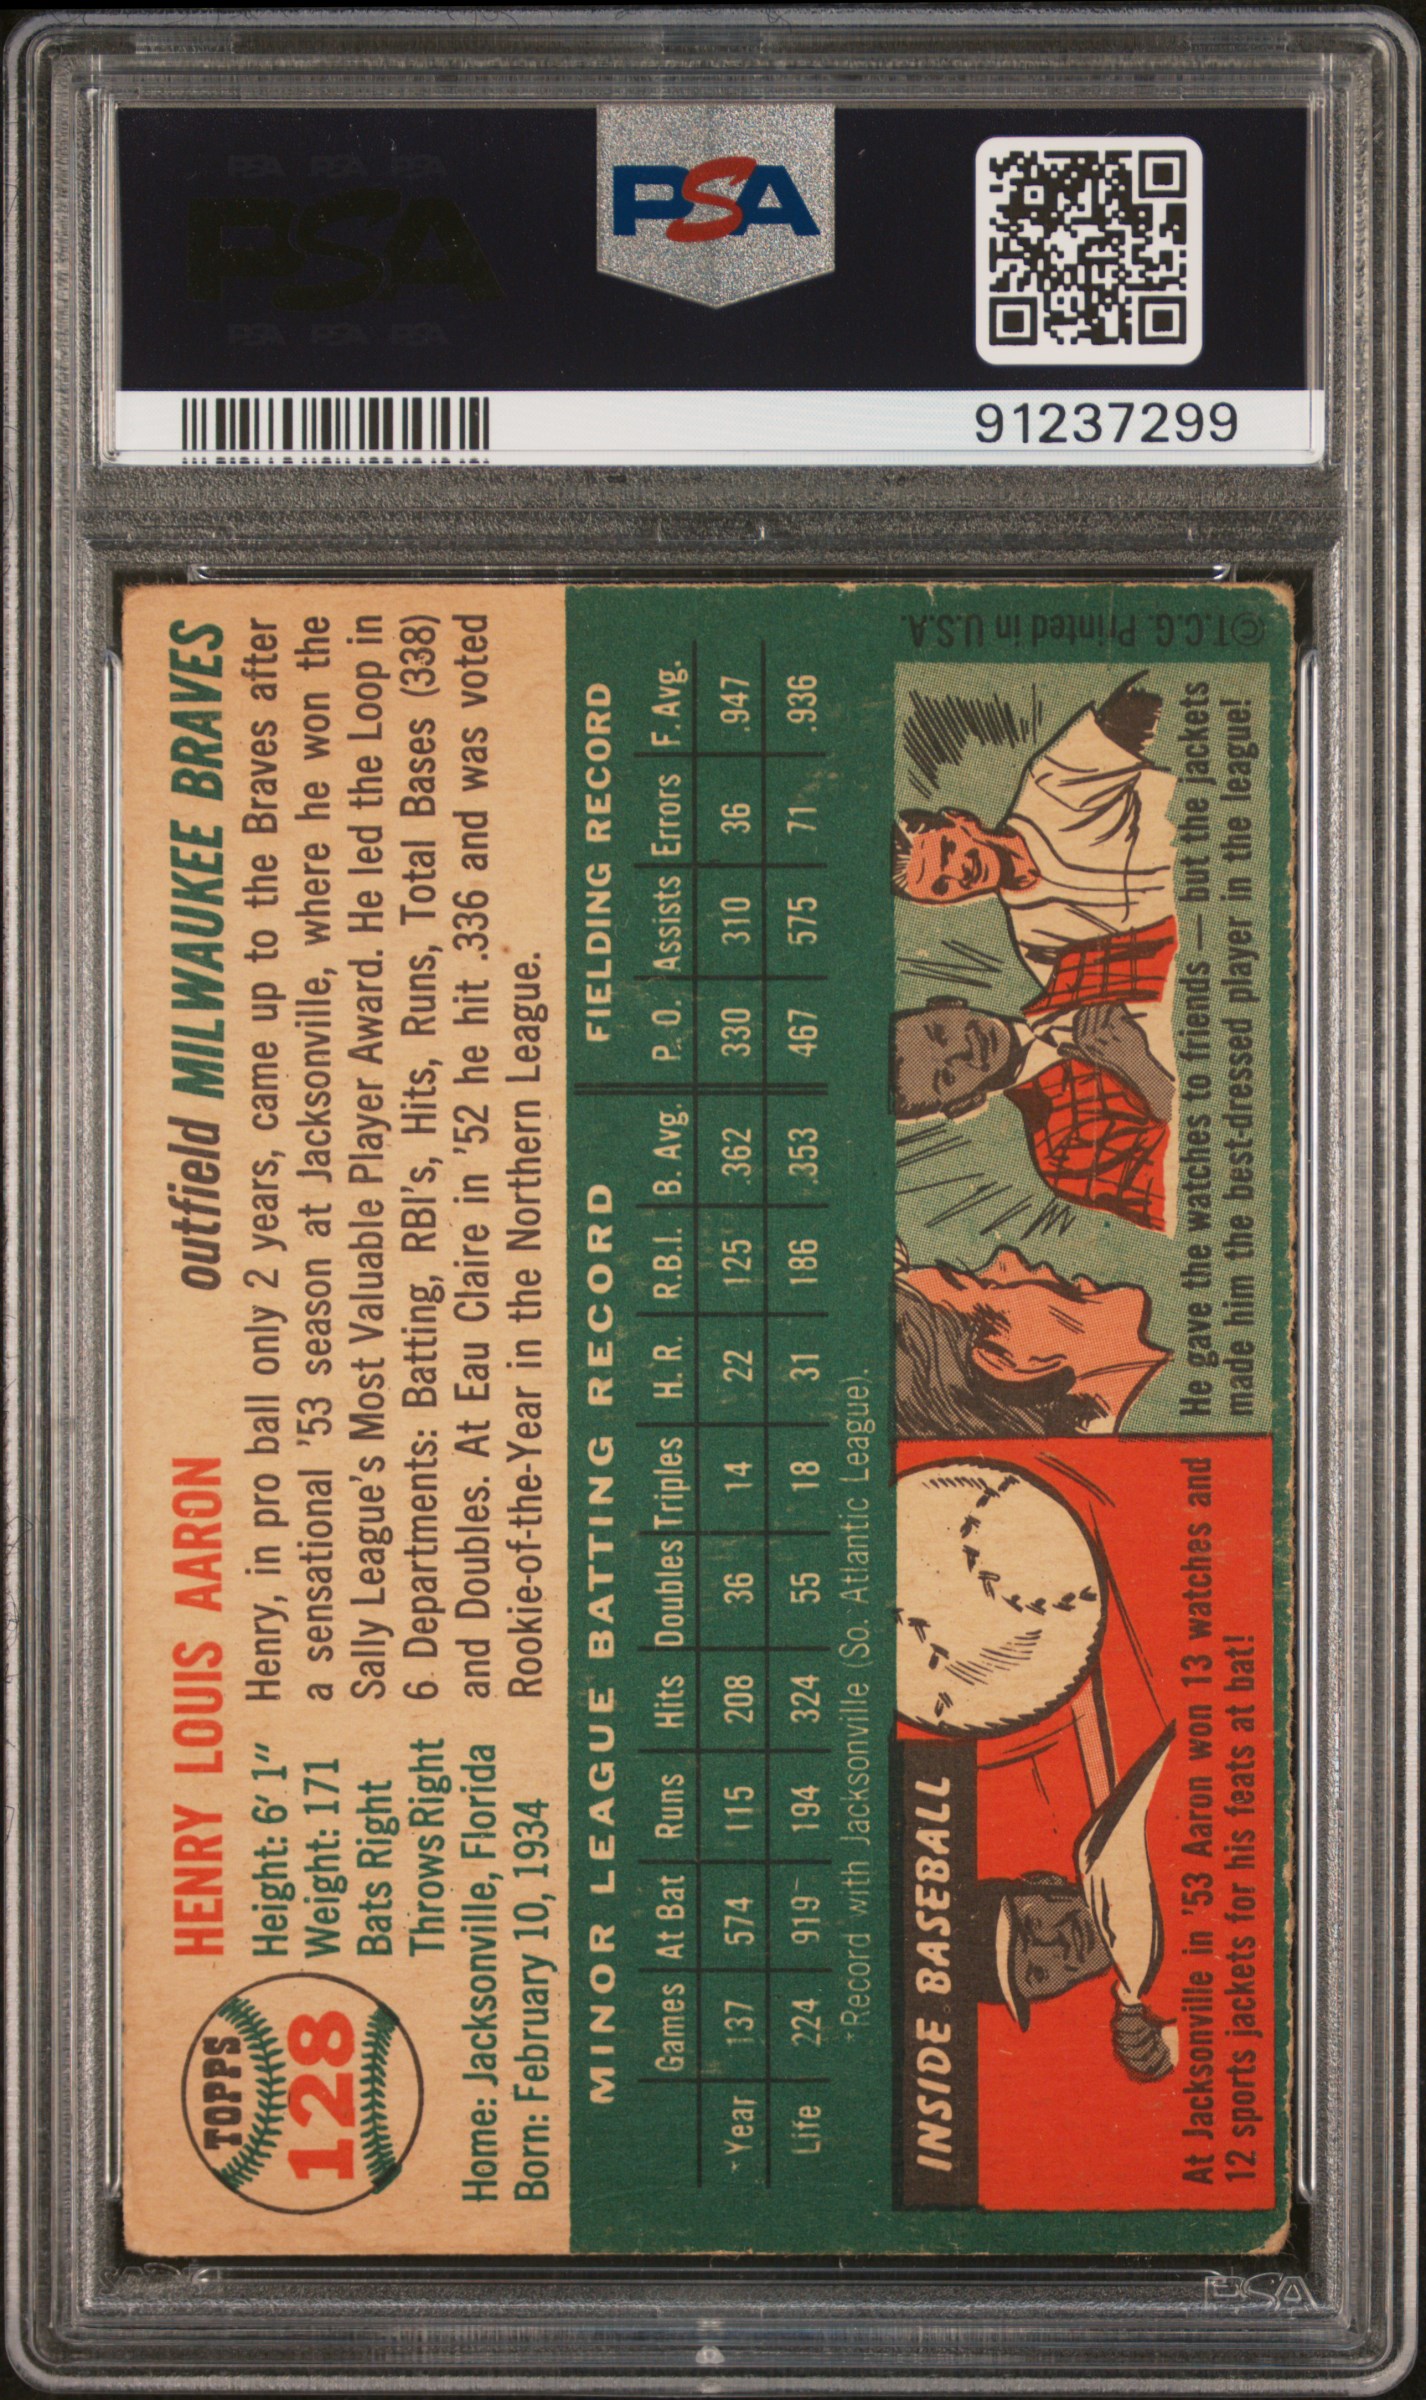 PSA PSA PSA
PSA
PSA PSA PSA
PSA
91237299
TOPPS
128
HENRY LOUIS AARON
outfield MILWAUKEE BRAVES
Height: 6' 1"
Weight: 171
Bats Right
Throws Right
Home: Jacksonville, Florida
Born: February 10, 1934
Henry, in pro ball only 2 years, came up to the Braves after
a sensational '53 season at Jacksonville, where he won the
Sally League's Most Valuable Player Award. He led the Loop in
6 Departments: Batting, RBI's, Hits, Runs, Total Bases (338)
and Doubles. At Eau Claire in '52 he hit .336 and was voted
Rookie-of-the-Year in the Northern League.
MINOR LEAGUE BATTING RECORD FIELDING RECORD
Games At Bat Runs Hits Doubles Triples H. R. R.B.I. B. Avg. P. O. Assists Errors F. Avg.
*Year 137 574 115 208 36 14 22 125 .362 330 310 36 .947
Life 224 919 194 324 55 18 31 186 .353 467 575 71 .936
*Record with Jacksonville (So. Atlantic League).
INSIDE BASEBALL
At Jacksonville in '53 Aaron won 13 watches and
12 sports jackets for his feats at bat!
He gave the watches to friends — but the jackets
made him the best-dressed player in the league!
©T.C.G. Printed in U.S.A.
PSA